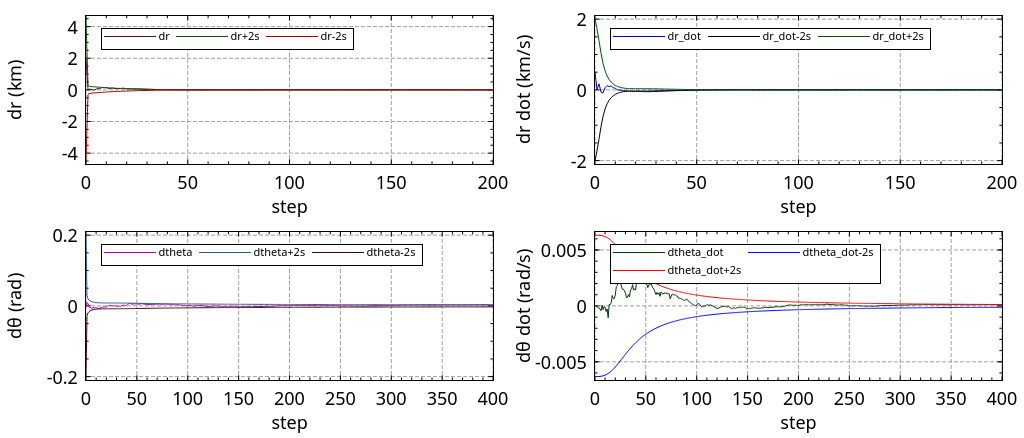 dr dr+2s dr-2s
4
2
0
-2
-4
dr (km)
0 50 100 150 200
step
dr_dot dr_dot-2s dr_dot+2s
2
0
-2
dr dot (km/s)
0 50 100 150 200
step
dtheta dtheta+2s dtheta-2s
0.2
0
-0.2
dθ (rad)
0 50 100 150 200 250 300 350 400
step
dtheta_dot dtheta_dot-2s
dtheta_dot+2s
0.005
0
-0.005
dθ dot (rad/s)
0 50 100 150 200 250 300 350 400
step